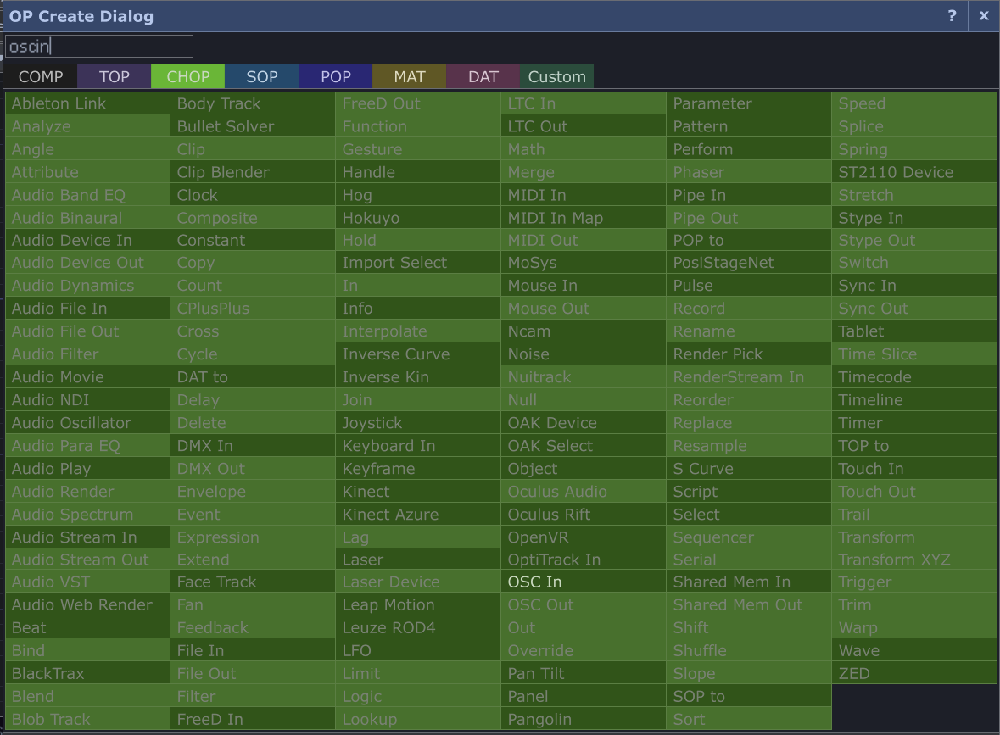 OP Create Dialog ? x
oscin
COMP TOP CHOP SOP POP MAT DAT Custom
Ableton Link Body Track FreeD Out LTC In Parameter Speed
Analyze Bullet Solver Function LTC Out Pattern Splice
Angle Clip Gesture Math Perform Spring
Attribute Clip Blender Handle Merge Phaser ST2110 Device
Audio Band EQ Clock Hog MIDI In Pipe In Stretch
Audio Binaural Composite Hokuyo MIDI In Map Pipe Out Stype In
Audio Device In Constant Hold MIDI Out POP to Stype Out
Audio Device Out Copy Import Select MoSys PosiStageNet Switch
Audio Dynamics Count In Mouse In Pulse Sync In
Audio File In CPlusPlus Info Mouse Out Record Sync Out
Audio File Out Cross Interpolate Ncam Rename Tablet
Audio Filter Cycle Inverse Curve Noise Render Pick Time Slice
Audio Movie DAT to Inverse Kin Nuitrack RenderStream In Timecode
Audio NDI Delay Join Null Reorder Timeline
Audio Oscillator Delete Joystick OAK Device Replace Timer
Audio Para EQ DMX In Keyboard In OAK Select Resample TOP to
Audio Play DMX Out Keyframe Object S Curve Touch In
Audio Render Envelope Kinect Oculus Audio Script Touch Out
Audio Spectrum Event Kinect Azure Oculus Rift Select Trail
Audio Stream In Expression Lag OpenVR Sequencer Transform
Audio Stream Out Extend Laser OptiTrack In Serial Transform XYZ
Audio VST Face Track Laser Device OSC In Shared Mem In Trigger
Audio Web Render Fan Leap Motion OSC Out Shared Mem Out Trim
Beat Feedback Leuze ROD4 Out Shift Warp
Bind File In LFO Override Shuffle Wave
BlackTrax File Out Limit Pan Tilt Slope ZED
Blend Filter Logic Panel SOP to
Blob Track FreeD In Lookup Pangolin Sort